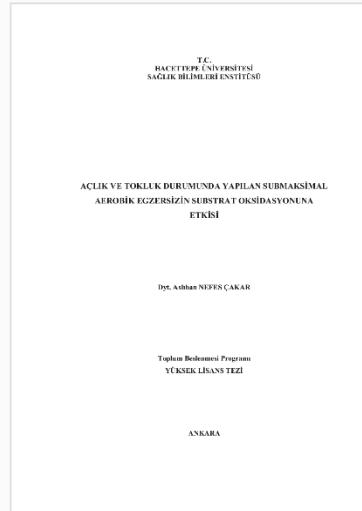 T.C.
HACETTEPE ÜNİVERSİTESİ
SAĞLIK BİLİMLERİ ENSTİTÜSÜ
AÇLIK VE TOKLUK DURUMUNDA YAPILAN SUBMAKSİMAL
AEROBİK EGZERSİZİN SUBSTRAT OKSİDASYONUNA
ETKİSİ
Dyt. Aslıhan NEFES ÇAKAR
Toplum Beslenmesi Programı
YÜKSEK LİSANS TEZİ
ANKARA